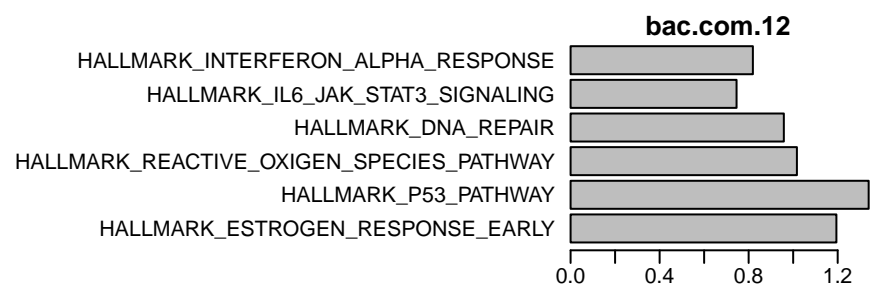 bac.com.12
HALLMARK_INTERFERON_ALPHA_RESPONSE
HALLMARK_IL6_JAK_STAT3_SIGNALING
HALLMARK_DNA_REPAIR
HALLMARK_REACTIVE_OXIGEN_SPECIES_PATHWAY
HALLMARK_P53_PATHWAY
HALLMARK_ESTROGEN_RESPONSE_EARLY
0.0 0.4 0.8 1.2